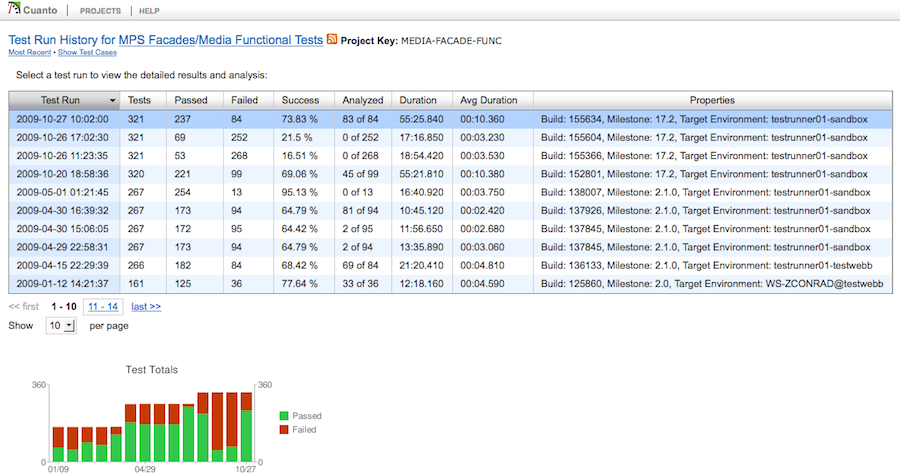 Cuanto PROJECTS HELP
Test Run History for MPS Facades/Media Functional Tests Project Key: MEDIA-FACADE-FUNC
Most Recent • Show Test Cases
Select a test run to view the detailed results and analysis:
Test Run Tests Passed Failed Success Analyzed Duration Avg Duration Properties
2009-10-27 10:02:00 321 237 84 73.83 % 83 of 84 55:25.840 00:10.360 Build: 155634, Milestone: 17.2, Target Environment: testrunner01-sandbox
2009-10-26 17:02:30 321 69 252 21.5 % 0 of 252 17:16.850 00:03.230 Build: 155604, Milestone: 17.2, Target Environment: testrunner01-sandbox
2009-10-26 11:23:35 321 53 268 16.51 % 0 of 268 18:54.420 00:03.530 Build: 155366, Milestone: 17.2, Target Environment: testrunner01-sandbox
2009-10-20 18:58:36 320 221 99 69.06 % 45 of 99 55:21.810 00:10.380 Build: 152801, Milestone: 17.2, Target Environment: testrunner01-sandbox
2009-05-01 01:21:45 267 254 13 95.13 % 0 of 13 16:40.920 00:03.750 Build: 138007, Milestone: 2.1.0, Target Environment: testrunner01-sandbox
2009-04-30 16:39:32 267 173 94 64.79 % 81 of 94 10:45.120 00:02.420 Build: 137926, Milestone: 2.1.0, Target Environment: testrunner01-sandbox
2009-04-30 15:06:05 267 172 95 64.42 % 2 of 95 11:56.650 00:02.680 Build: 137845, Milestone: 2.1.0, Target Environment: testrunner01-sandbox
2009-04-29 22:58:31 267 173 94 64.79 % 2 of 94 13:35.890 00:03.060 Build: 137845, Milestone: 2.1.0, Target Environment: testrunner01-sandbox
2009-04-15 22:29:39 266 182 84 68.42 % 69 of 84 21:20.410 00:04.810 Build: 136133, Milestone: 2.1.0, Target Environment: testrunner01-testwebb
2009-01-12 14:21:37 161 125 36 77.64 % 33 of 36 12:18.160 00:04.590 Build: 125860, Milestone: 2.0, Target Environment: WS-ZCONRAD@testwebb
<< first 1 - 10 11 - 14 last >>
Show 10 per page
Test Totals
360 360
Passed
Failed
0 0
01/09 04/29 10/27